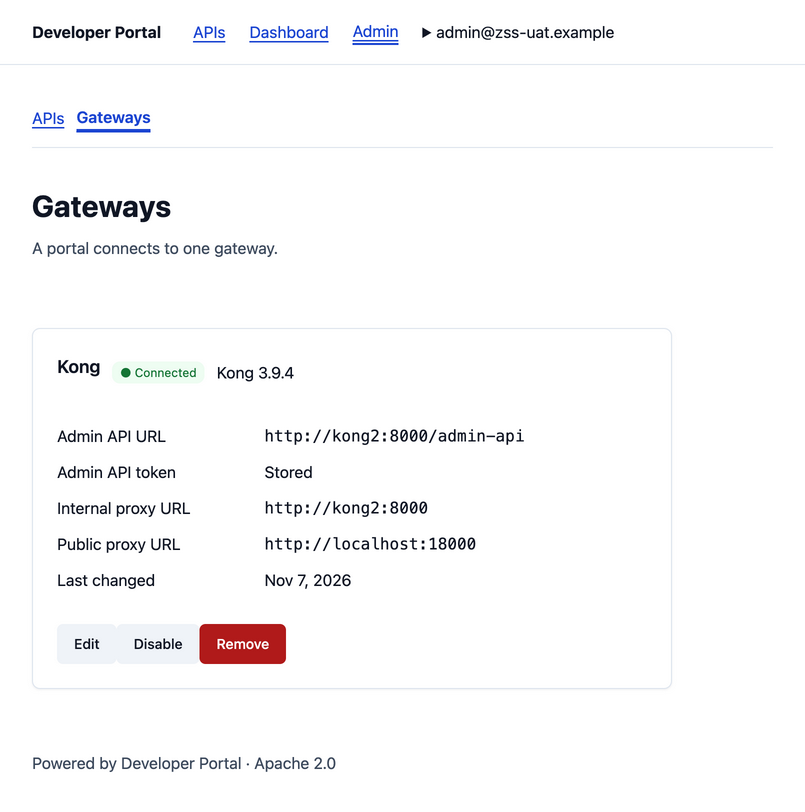 Developer Portal APIs Dashboard Admin ▶ admin@zss-uat.example
APIs Gateways
Gateways
A portal connects to one gateway.
Kong ● Connected Kong 3.9.4
Admin API URL http://kong2:8000/admin-api
Admin API token Stored
Internal proxy URL http://kong2:8000
Public proxy URL http://localhost:18000
Last changed Nov 7, 2026
Edit Disable Remove
Powered by Developer Portal · Apache 2.0